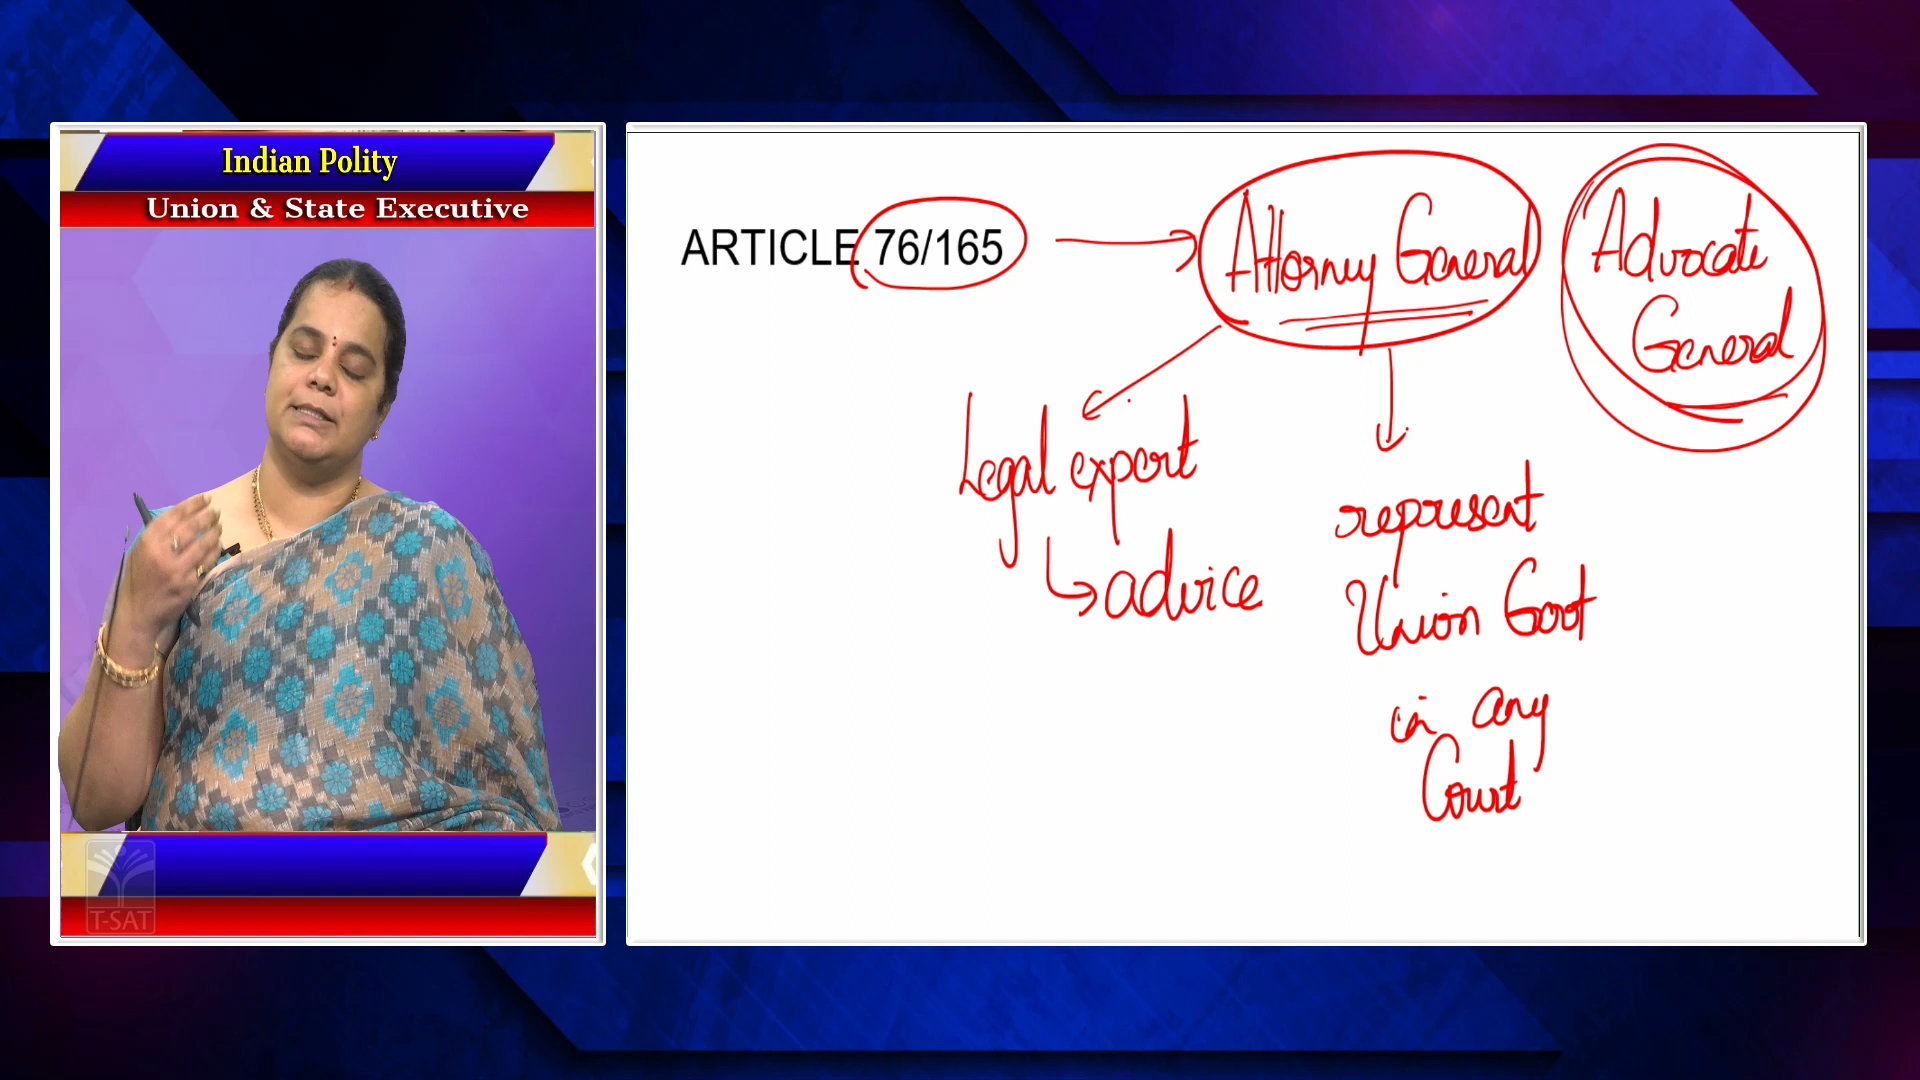 Indian Polity
Union & State Executive
T-SAT
ARTICLE 76/165
Attorney General
Advocate
General
Legal expert
advice
represent
Union Govt
in any
Court